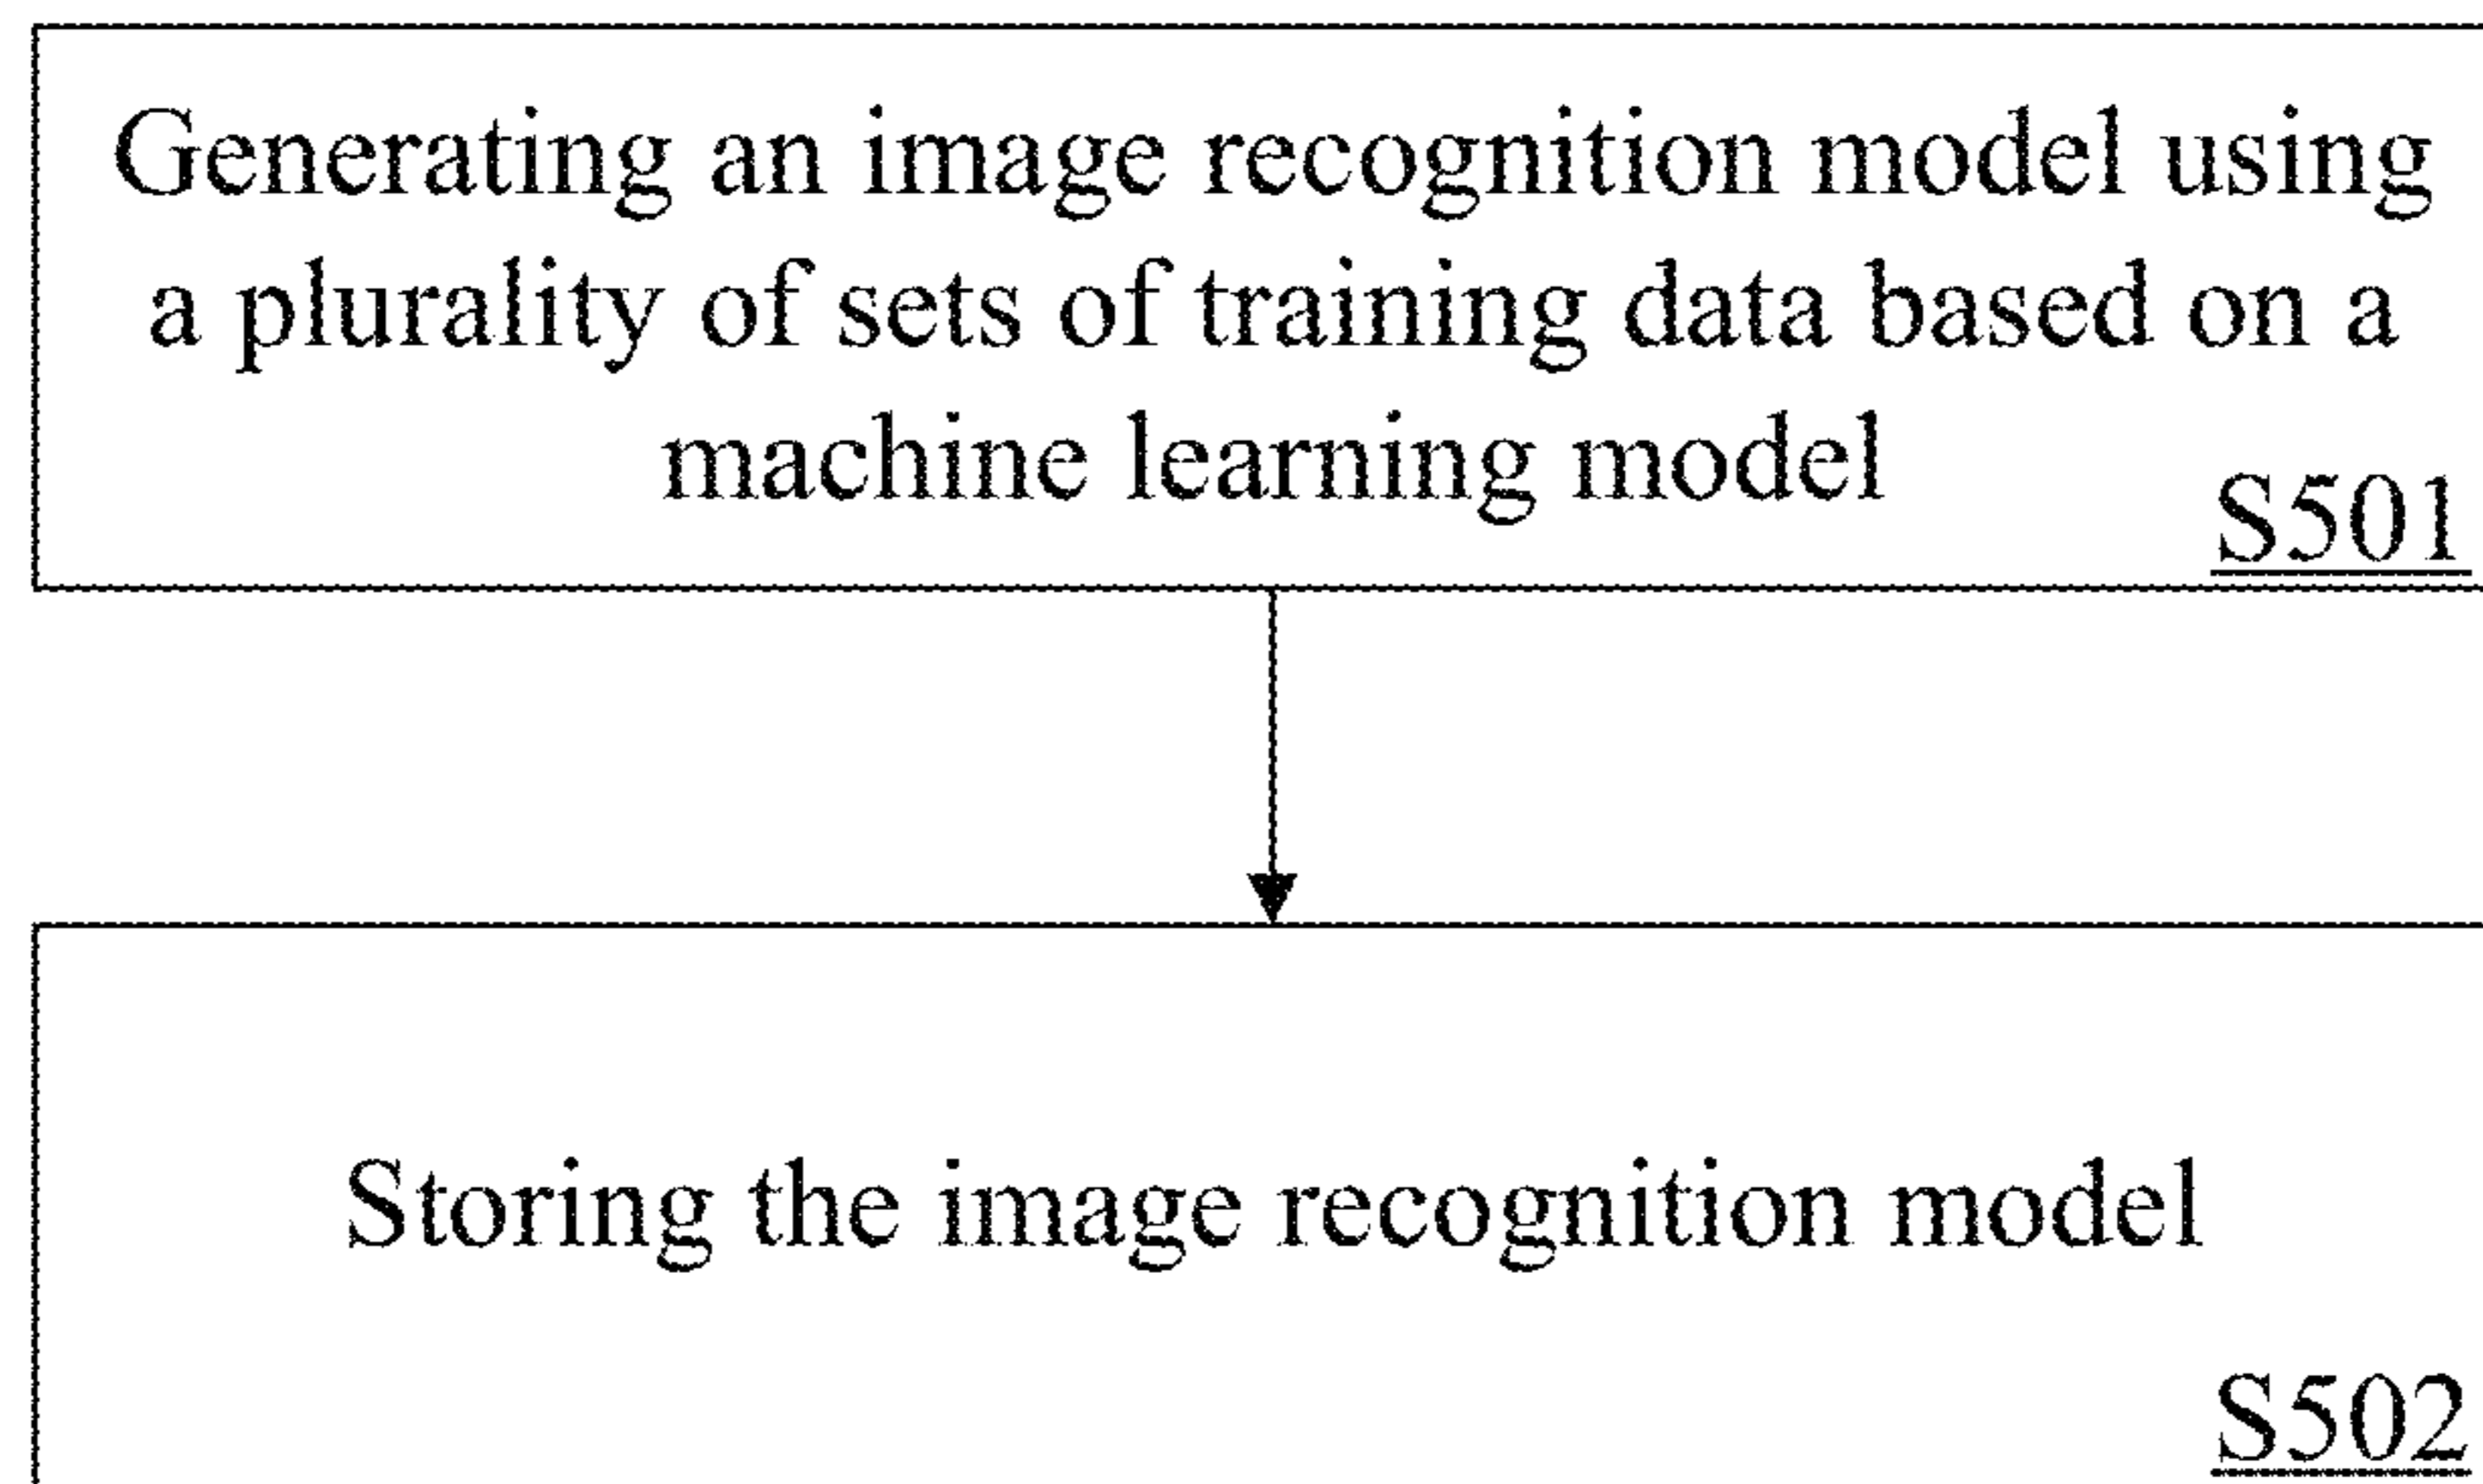 Generating an image recognition model using
a plurality of sets of training data based on a
machine learning model
S501
Storing the image recognition model
S502